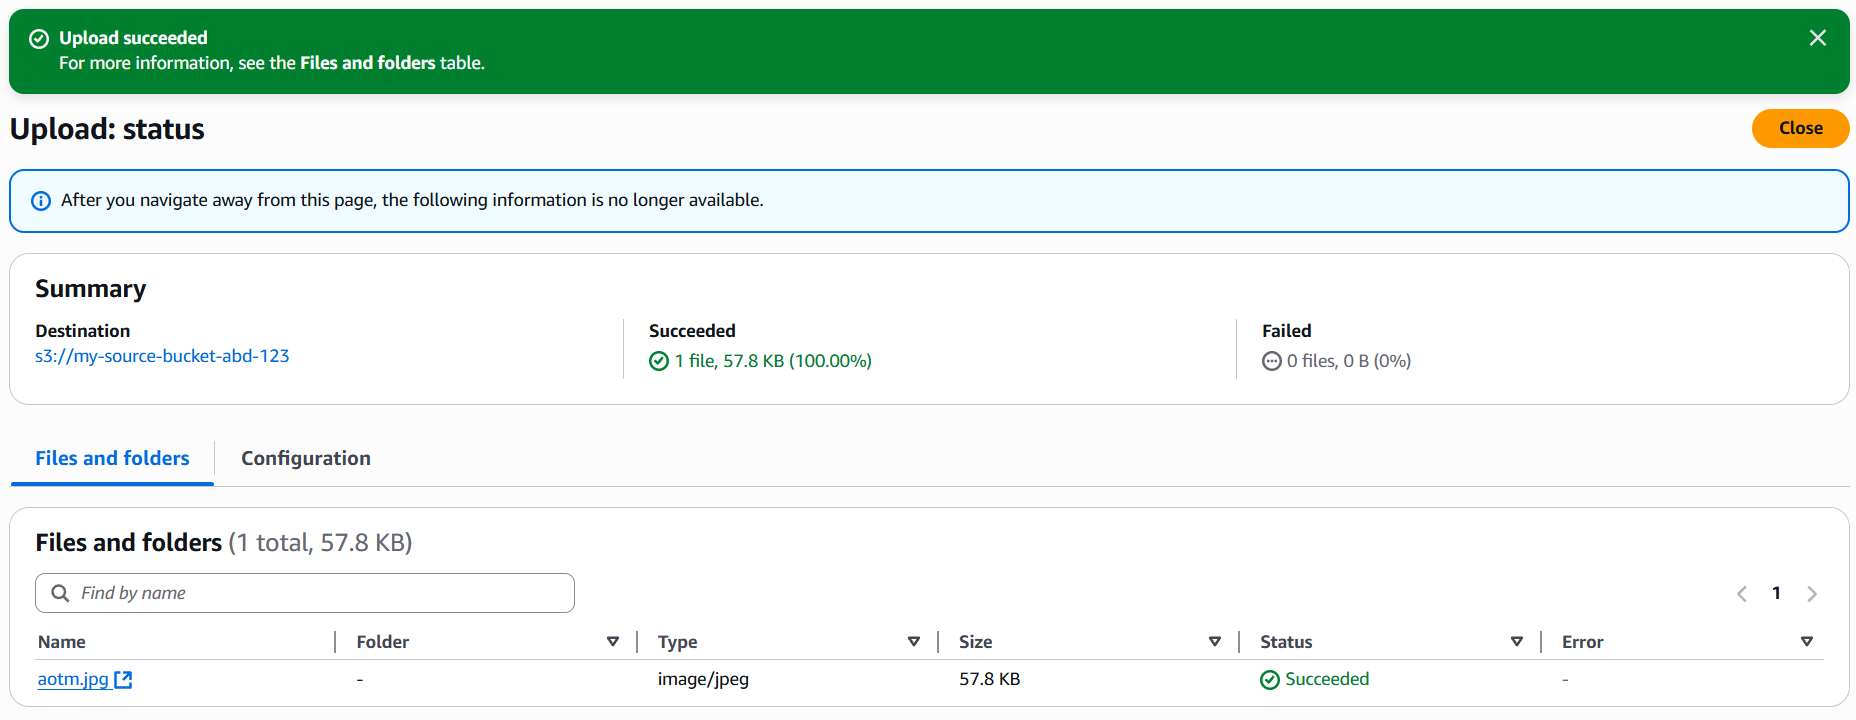 Upload succeeded
For more information, see the Files and folders table.
Upload: status
Close
After you navigate away from this page, the following information is no longer available.
Summary
Destination
s3://my-source-bucket-abd-123
Succeeded
1 file, 57.8 KB (100.00%)
Failed
0 files, 0 B (0%)
Files and folders
Configuration
Files and folders (1 total, 57.8 KB)
Find by name
1
Name Folder Type Size Status Error
aotm.jpg - image/jpeg 57.8 KB Succeeded -